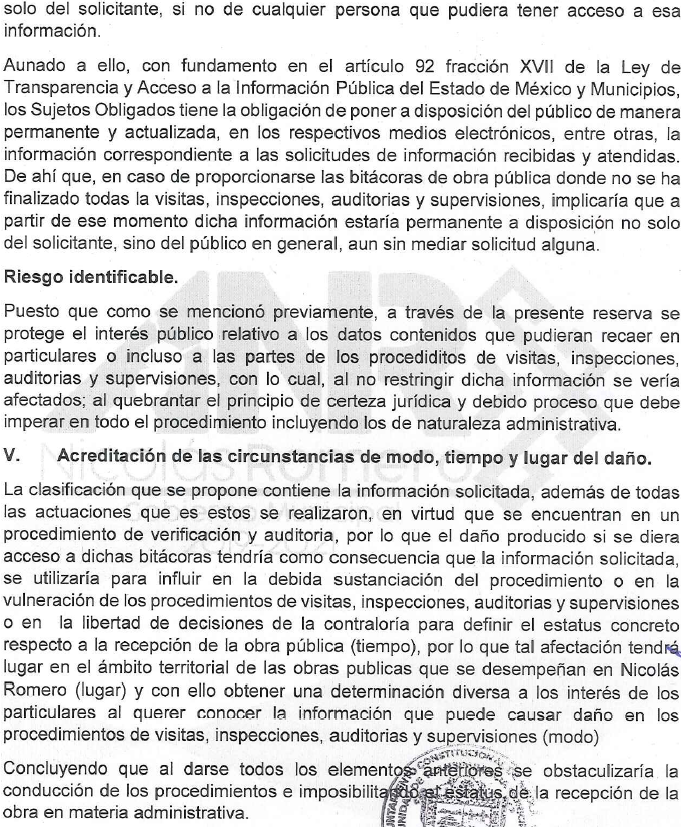 solo del solicitante, si no de cualquier persona que pudiera tener acceso a esa
información.
Aunado a ello, con fundamento en el artículo 92 fracción XVII de la Ley de
Transparencia y Acceso a la Información Pública del Estado de México y Municipios,
los Sujetos Obligados tiene la obligación de poner a disposición del público de manera
permanente y actualizada, en los respectivos medios electrónicos, entre otras, la
información correspondiente a las solicitudes de información recibidas y atendidas.
De ahí que, en caso de proporcionarse las bitácoras de obra pública donde no se ha
finalizado todas la visitas, inspecciones, auditorias y supervisiones, implicaría que a
partir de ese momento dicha información estaría permanente a disposición no solo
del solicitante, sino del público en general, aun sin mediar solicitud alguna.
Riesgo identificable.
Puesto que como se mencionó previamente, a través de la presente reserva se
protege el interés público relativo a los datos contenidos que pudieran recaer en
particulares o incluso a las partes de los procediditos de visitas, inspecciones,
auditorias y supervisiones, con lo cual, al no restringir dicha información se vería
afectados; al quebrantar el principio de certeza jurídica y debido proceso que debe
imperar en todo el procedimiento incluyendo los de naturaleza administrativa.
V. Acreditación de las circunstancias de modo, tiempo y lugar del daño.
La clasificación que se propone contiene la información solicitada, además de todas
las actuaciones que es estos se realizaron, en virtud que se encuentran en un
procedimiento de verificación y auditoria, por lo que el daño producido si se diera
acceso a dichas bitácoras tendría como consecuencia que la información solicitada,
se utilizaría para influir en la debida sustanciación del procedimiento o en la
vulneración de los procedimientos de visitas, inspecciones, auditorias y supervisiones
o en la libertad de decisiones de la contraloría para definir el estatus concreto
respecto a la recepción de la obra pública (tiempo), por lo que tal afectación tendrá
lugar en el ámbito territorial de las obras publicas que se desempeñan en Nicolás
Romero (lugar) y con ello obtener una determinación diversa a los interés de los
particulares al querer conocer la información que puede causar daño en los
procedimientos de visitas, inspecciones, auditorias y supervisiones (modo)
Concluyendo que al darse todos los elementos anteriores se obstaculizaría la
conducción de los procedimientos e imposibilitando el estatus de la recepción de la
obra en materia administrativa.